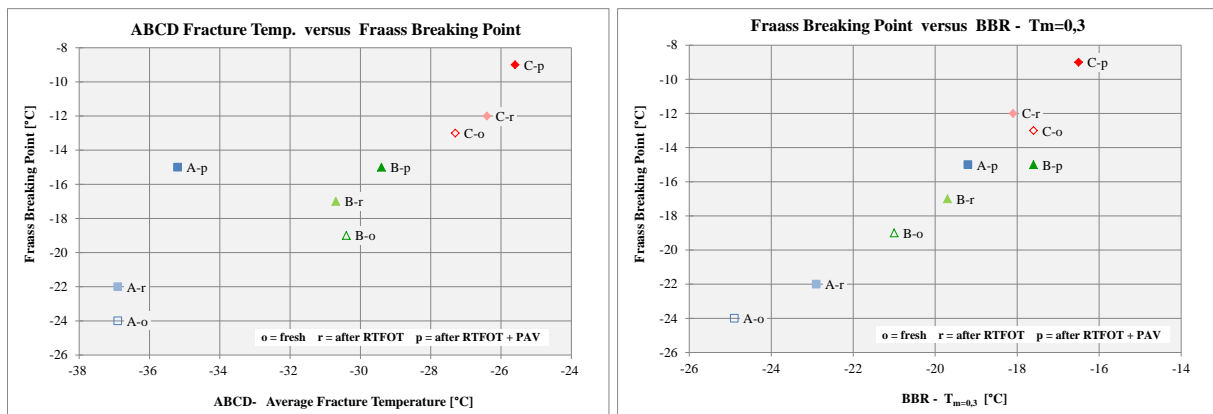 ABCD Fracture Temp. versus Fraass Breaking Point
Fraass Breaking Point [°C]
-8
-10
-12
-14
-16
-18
-20
-22
-24
-26
C-p
C-r
C-o
A-p
B-p
B-r
B-o
A-r
A-o
o = fresh r = after RTFOT p = after RTFOT + PAV
-38 -36 -34 -32 -30 -28 -26 -24
ABCD- Average Fracture Temperature [°C]
Fraass Breaking Point versus BBR - Tm=0,3
Fraass Breaking Point [°C]
-8
-10
-12
-14
-16
-18
-20
-22
-24
-26
C-p
C-r
C-o
A-p
B-p
B-r
B-o
A-r
A-o
o = fresh r = after RTFOT p = after RTFOT + PAV
-26 -24 -22 -20 -18 -16 -14
BBR - Tm=0,3 [°C]